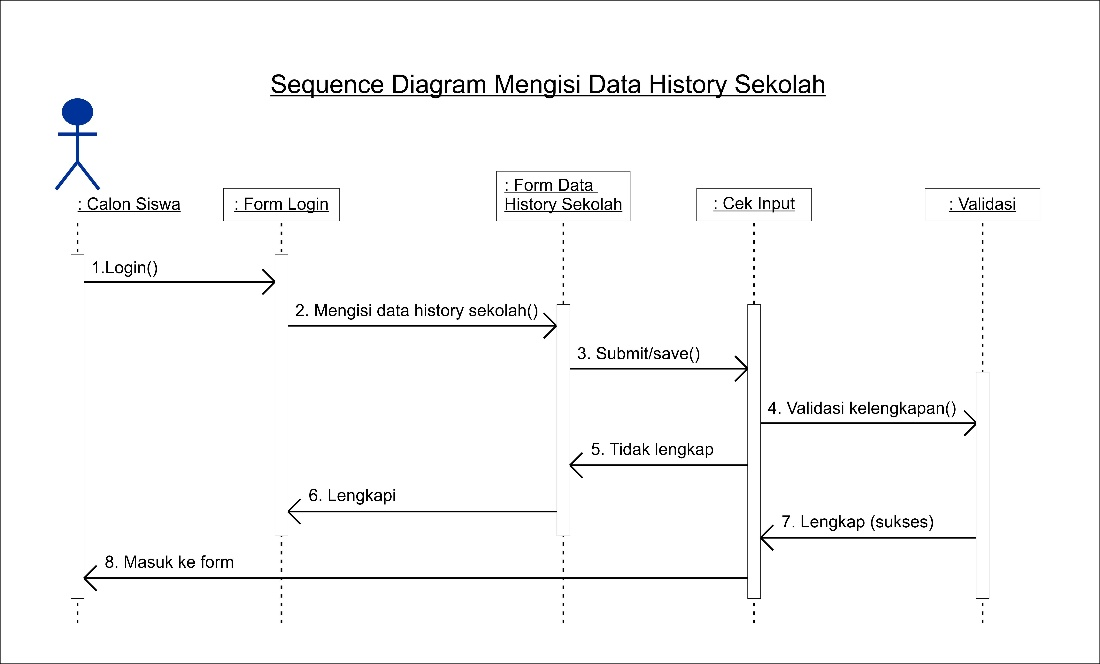 Sequence Diagram Mengisi Data History Sekolah
: Calon Siswa
: Form Login
: Form Data
History Sekolah
: Cek Input
: Validasi
1.Login()
2. Mengisi data history sekolah()
3. Submit/save()
4. Validasi kelengkapan()
5. Tidak lengkap
6. Lengkapi
7. Lengkap (sukses)
8. Masuk ke form